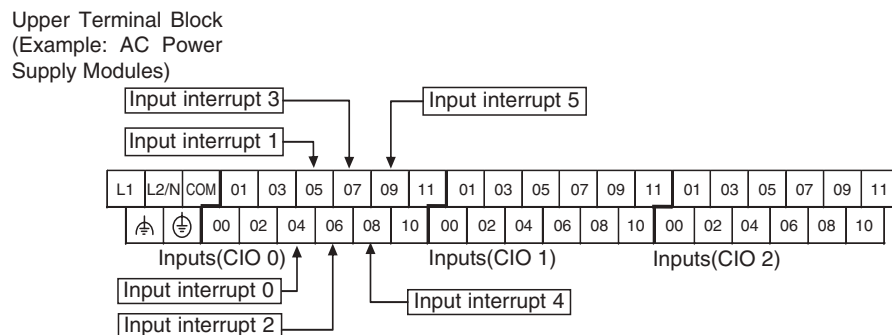 Upper Terminal Block
(Example: AC Power
Supply Modules)
Input interrupt 3
Input interrupt 5
Input interrupt 1
L1 L2/N COM 01 03 05 07 09 11 01 03 05 07 09 11 01 03 05 07 09 11
00 02 04 06 08 10 00 02 04 06 08 10 00 02 04 06 08 10
Inputs(CIO 0) Inputs(CIO 1) Inputs(CIO 2)
Input interrupt 0
Input interrupt 4
Input interrupt 2